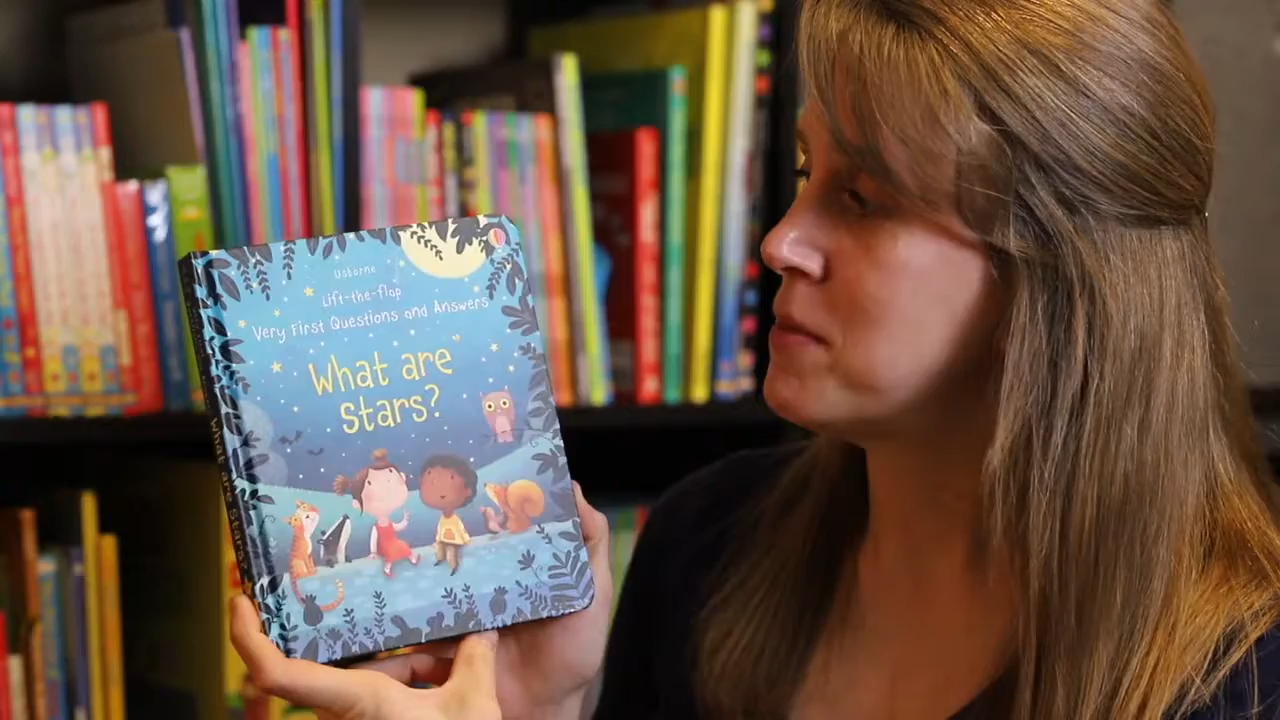 Usborne
Lift-the-flap
Very First Questions and Answers
What are
stars?
What are Stars?